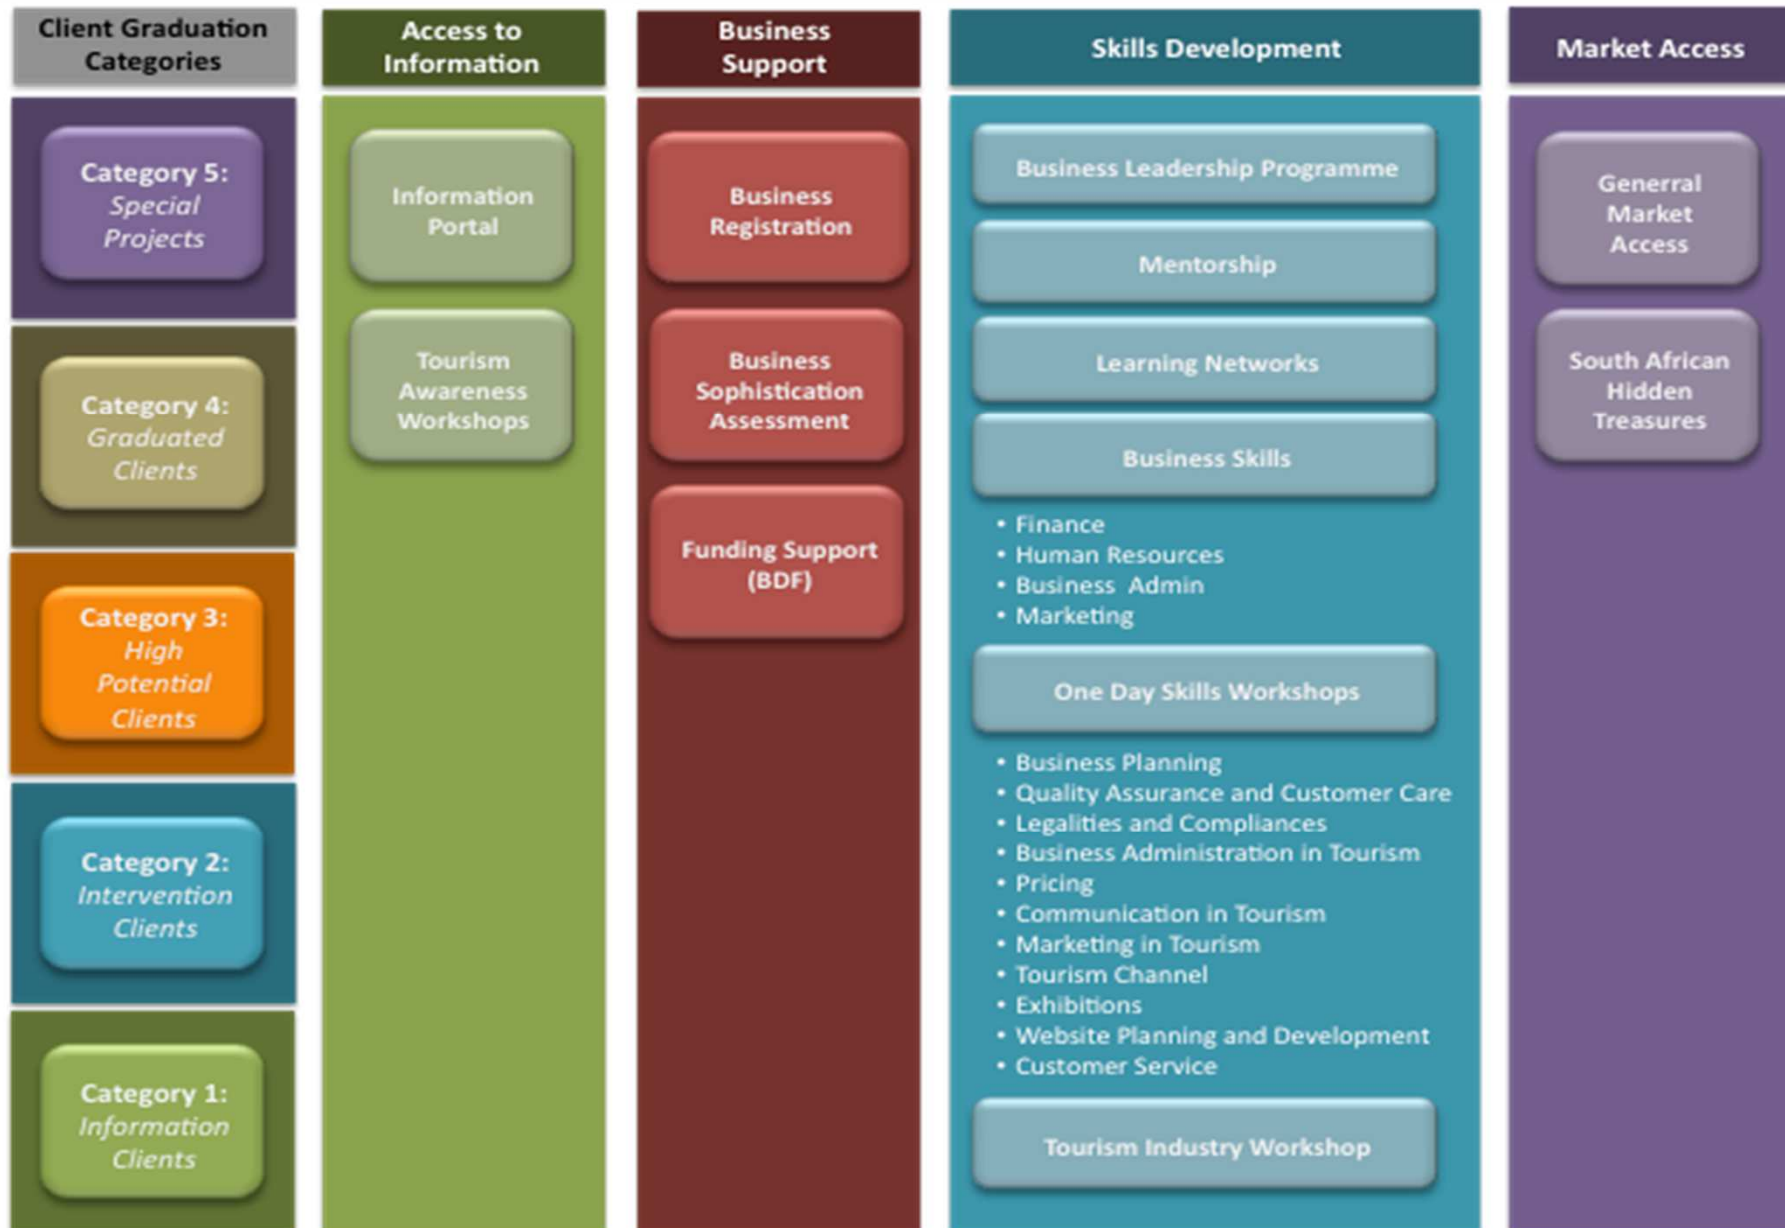 Client Graduation
Categories
Category 5:
Special
Projects
Category 4:
Graduated
Clients
Category 3:
High
Potential
Clients
Category 2:
Intervention
Clients
Category 1:
Information
Clients
Access to
Information
Information
Portal
Tourism
Awareness
Workshops
Business
Support
Business
Registration
Business
Sophistication
Assessment
Funding Support
(BDF)
Skills Development
Business Leadership Programme
Mentorship
Learning Networks
Business Skills
• Finance
• Human Resources
• Business Admin
• Marketing
One Day Skills Workshops
• Business Planning
• Quality Assurance and Customer Care
• Legalities and Compliances
• Business Administration in Tourism
• Pricing
• Communication in Tourism
• Marketing in Tourism
• Tourism Channel
• Exhibitions
• Website Planning and Development
• Customer Service
Tourism Industry Workshop
Market Access
Generral
Market
Access
South African
Hidden
Treasures